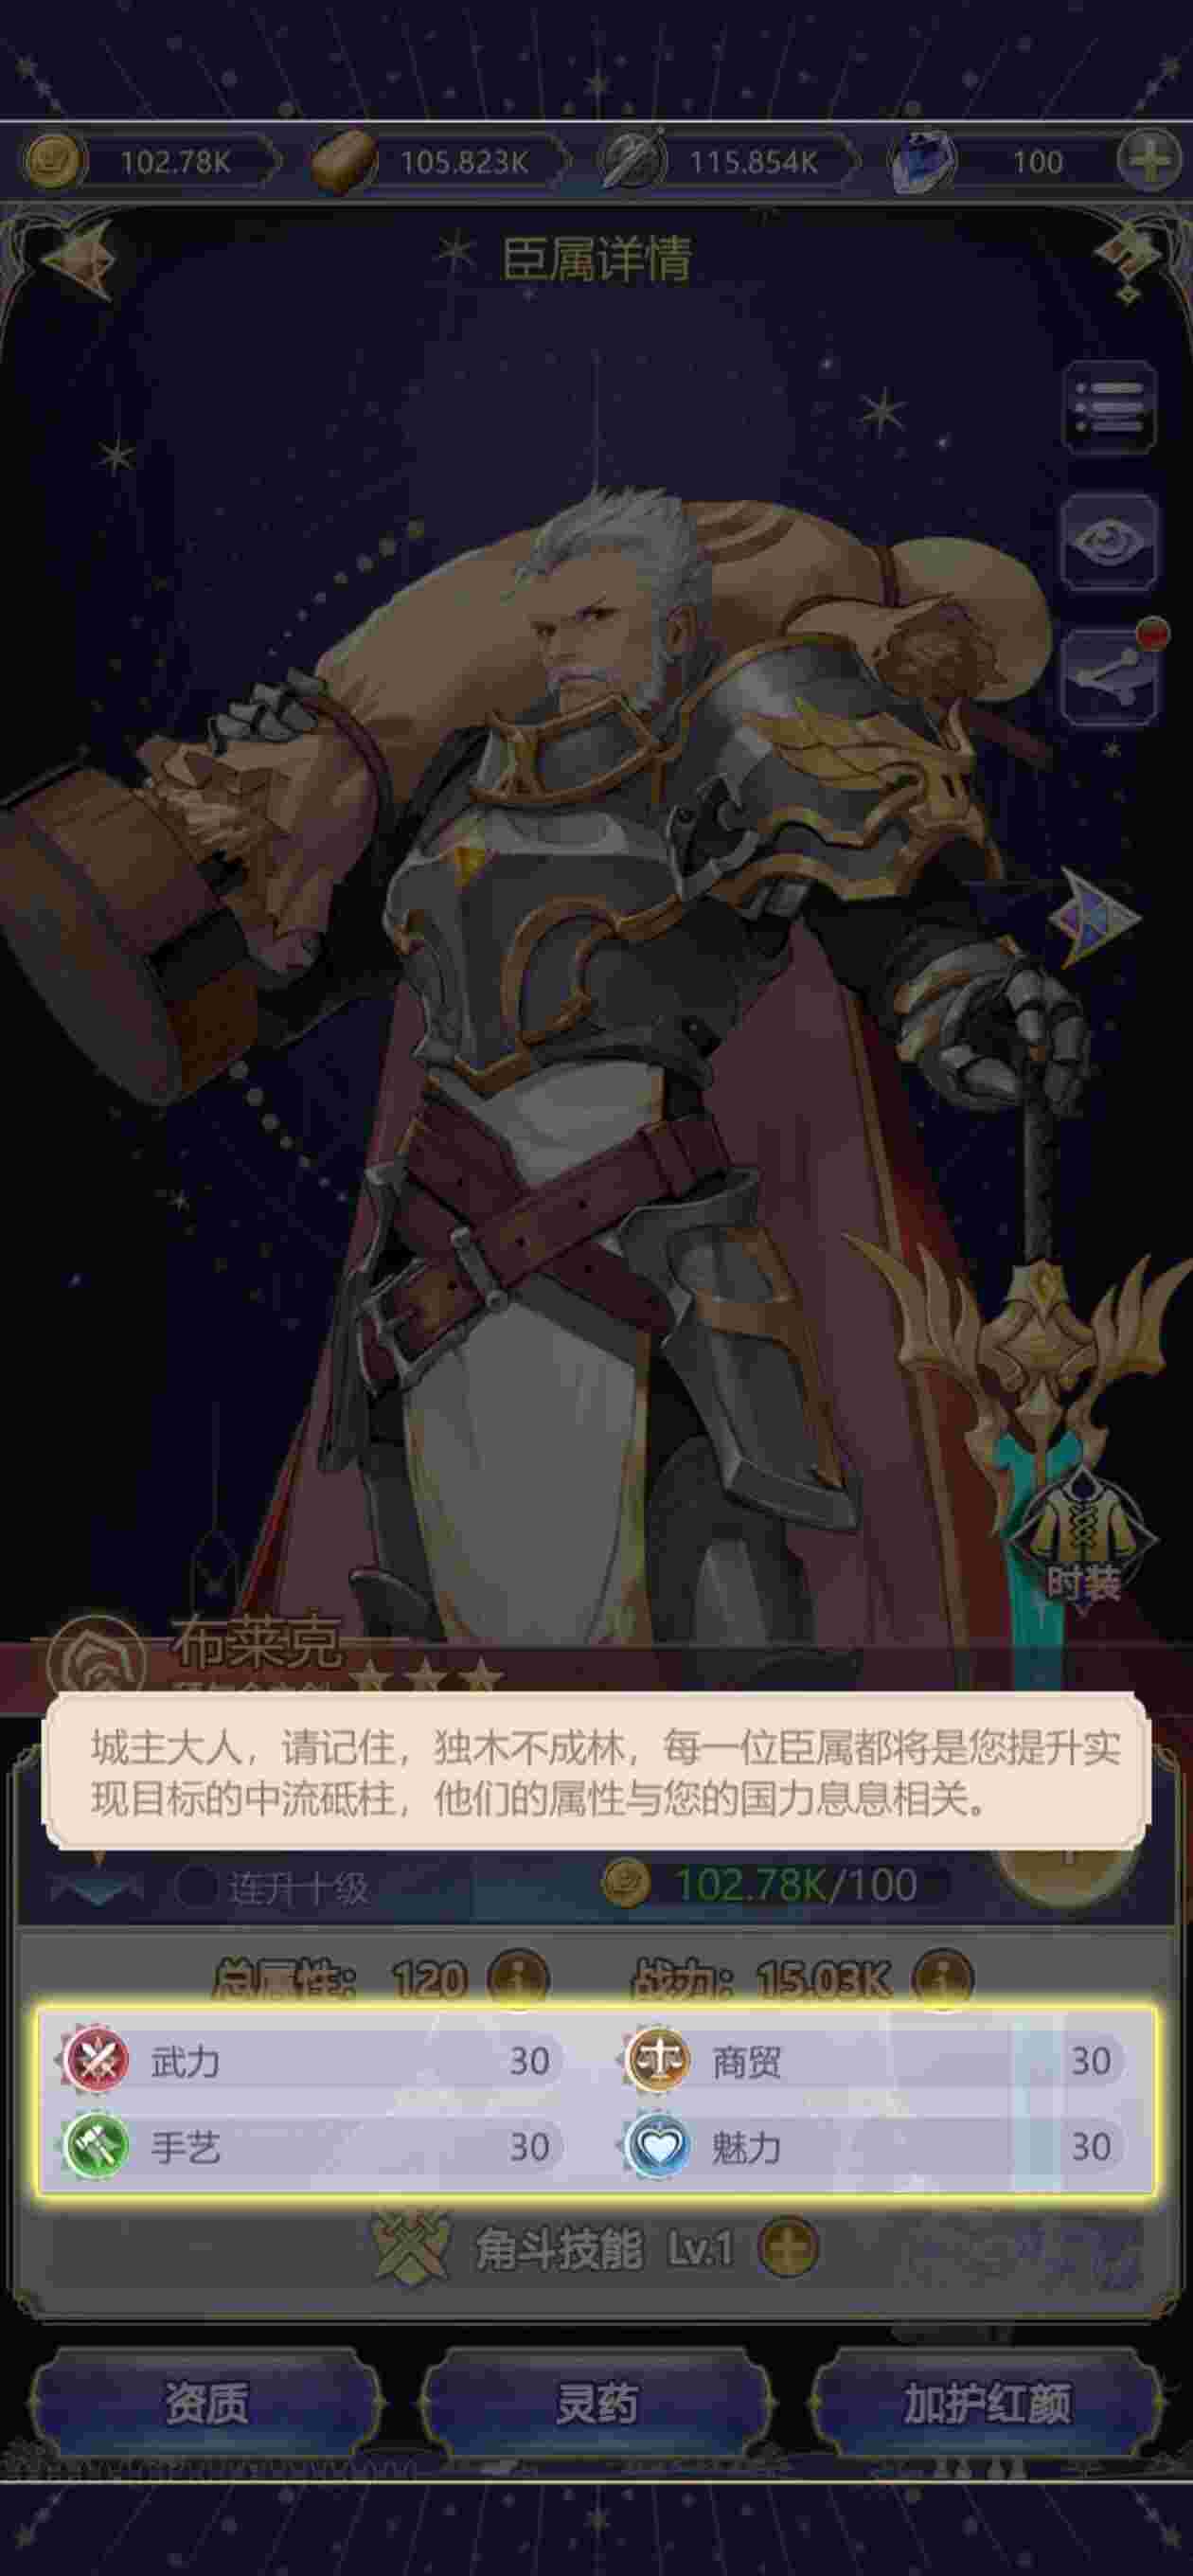 102.78K 105.823K 115.854K 100
臣属详情
时装
布莱克
城主大人，请记住，独木不成林，每一位臣属都将是您提升实
现目标的中流砥柱，他们的属性与您的国力息息相关。
连升十级 102.78K/100
总属性： 120 战力：15.03K
武力 30 商贸 30
手艺 30 魅力 30
角斗技能 Lv.1
资质 灵药 加护红颜